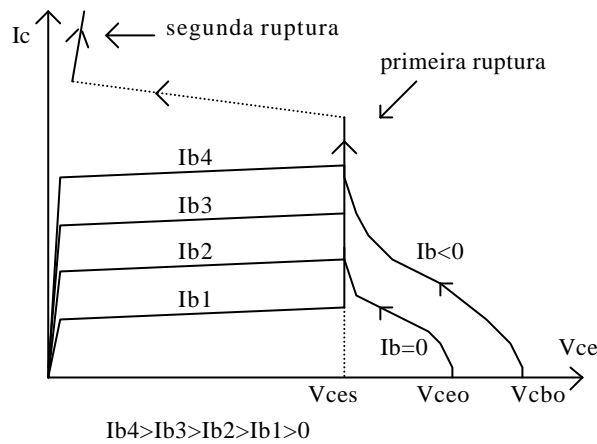 Ic
segunda ruptura
primeira ruptura
Ib4
Ib3
Ib2
Ib1
Ib<0
Ib=0
Vce
Vces
Vceo
Vcbo
Ib4>Ib3>Ib2>Ib1>0